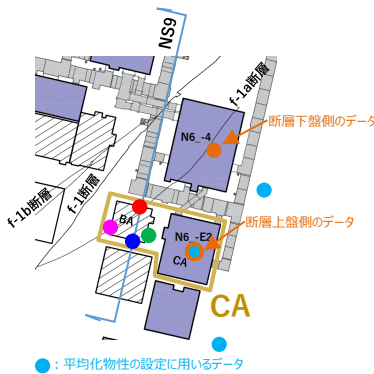 NS9
f-1a断層
断層下盤側のデータ
N6_-4
f-1b断層
f-1断層
BA
断層上盤側のデータ
N6_-E2
CA
CA
：平均化物性の設定に用いるデータ